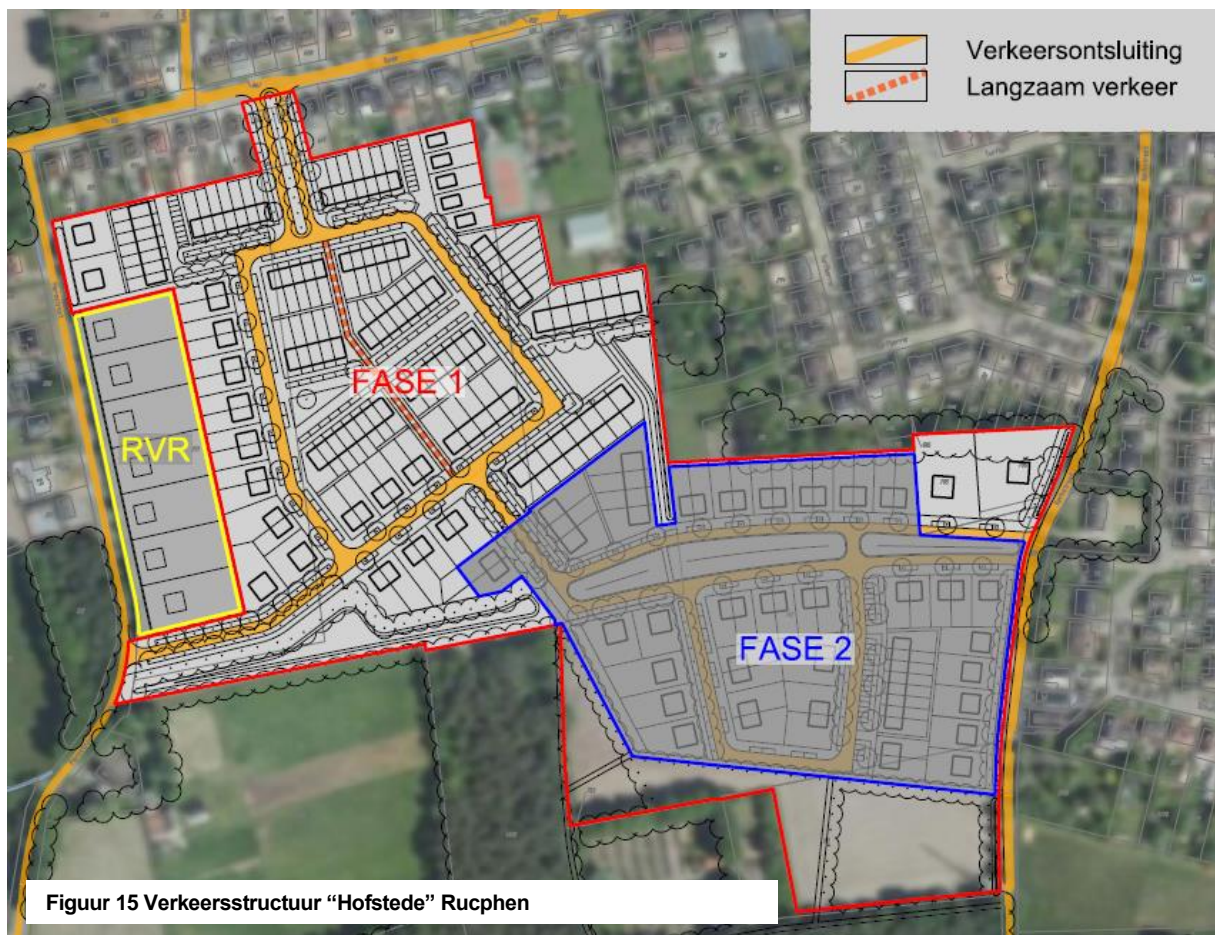 Verkeersontsluiting
Langzaam verkeer
FASE 1
RVR
FASE 2
Figuur 15 Verkeersstructuur “Hofstede” Rucphen